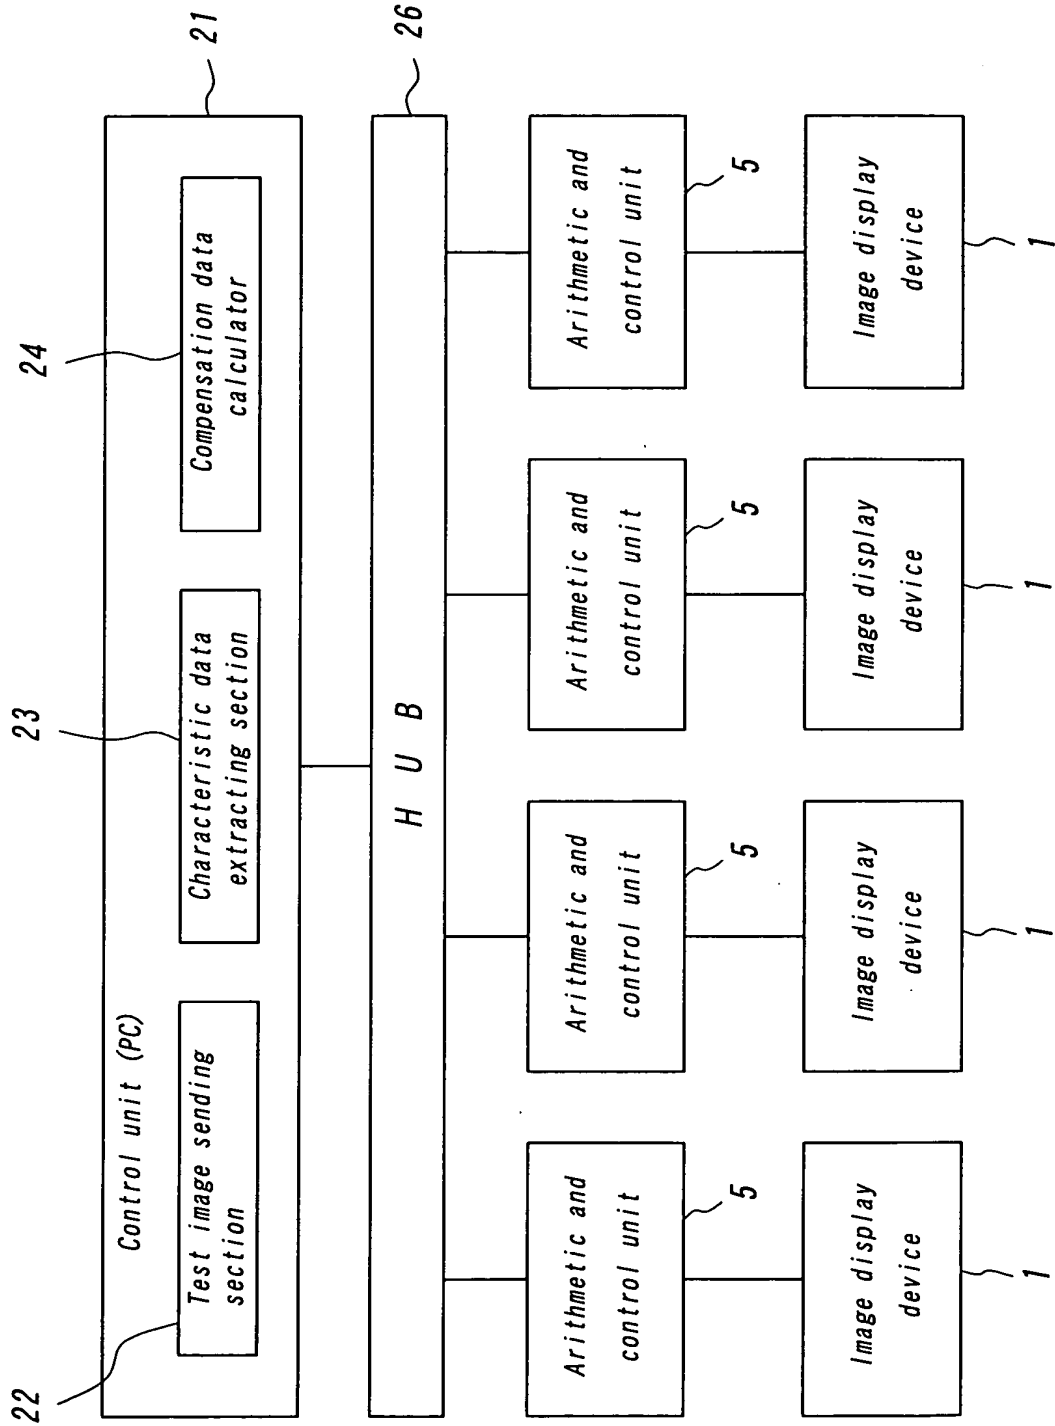 21
Control unit (PC)
22
Test image sending
section
23
Characteristic data
extracting section
24
Compensation data
calculator
26
H U B
Arithmetic and
control unit
5
Arithmetic and
control unit
5
Arithmetic and
control unit
5
Arithmetic and
control unit
5
Image display
device
1
Image display
device
1
Image display
device
1
Image display
device
1